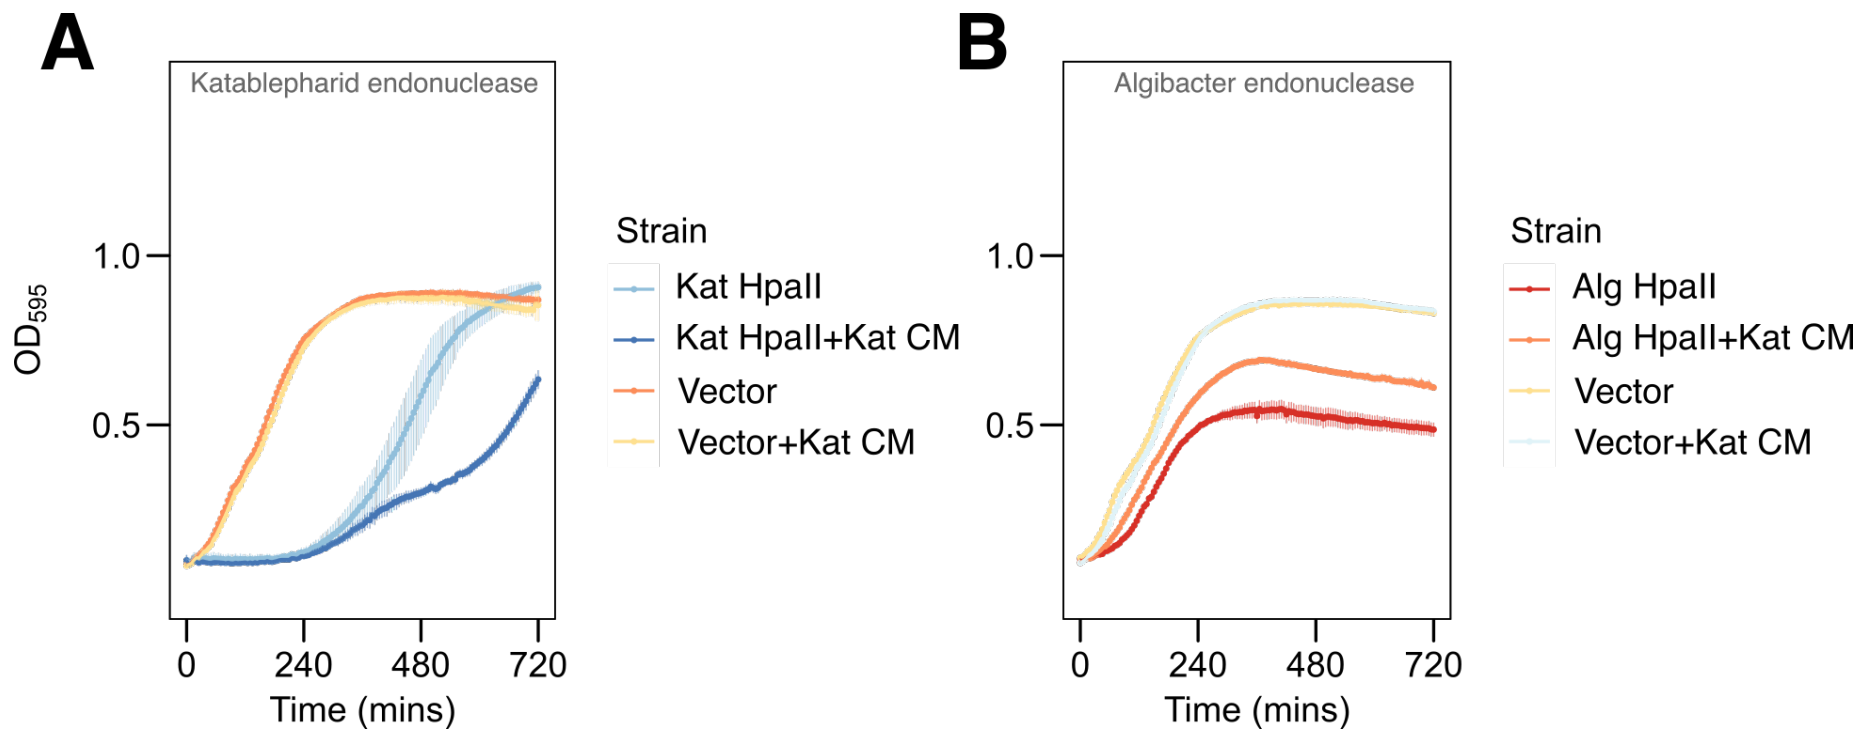 A
Katablepharid endonuclease
OD595
1.0
0.5
0
240
480
720
Time (mins)
Strain
Kat HpaII
Kat HpaII+Kat CM
Vector
Vector+Kat CM
B
Algibacter endonuclease
1.0
0.5
0
240
480
720
Time (mins)
Strain
Alg HpaII
Alg HpaII+Kat CM
Vector
Vector+Kat CM